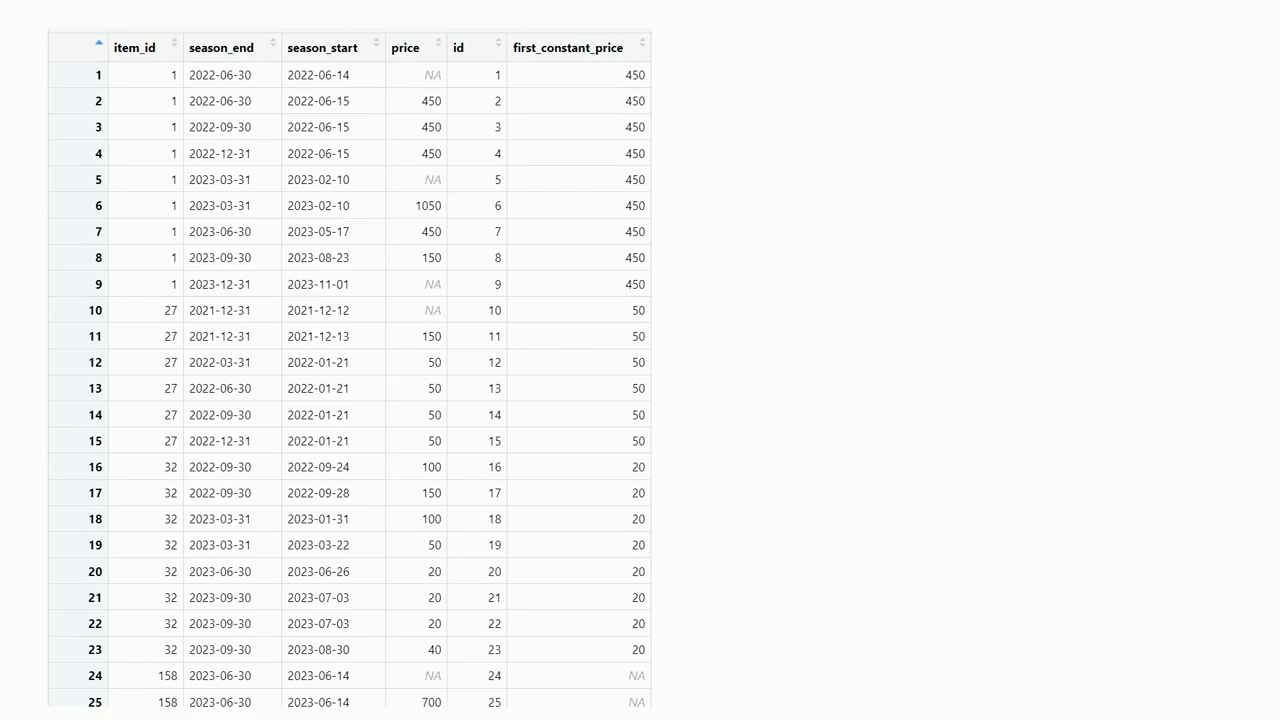 item_id season_end season_start price id first_constant_price
1 1 2022-06-30 2022-06-14 NA 1 450
2 1 2022-06-30 2022-06-15 450 2 450
3 1 2022-09-30 2022-06-15 450 3 450
4 1 2022-12-31 2022-06-15 450 4 450
5 1 2023-03-31 2023-02-10 NA 5 450
6 1 2023-03-31 2023-02-10 1050 6 450
7 1 2023-06-30 2023-05-17 450 7 450
8 1 2023-09-30 2023-08-23 150 8 450
9 1 2023-12-31 2023-11-01 NA 9 450
10 27 2021-12-31 2021-12-12 NA 10 50
11 27 2021-12-31 2021-12-13 150 11 50
12 27 2022-03-31 2022-01-21 50 12 50
13 27 2022-06-30 2022-01-21 50 13 50
14 27 2022-09-30 2022-01-21 50 14 50
15 27 2022-12-31 2022-01-21 50 15 50
16 32 2022-09-30 2022-09-24 100 16 20
17 32 2022-09-30 2022-09-28 150 17 20
18 32 2023-03-31 2023-01-31 100 18 20
19 32 2023-03-31 2023-03-22 50 19 20
20 32 2023-06-30 2023-06-26 20 20 20
21 32 2023-09-30 2023-07-03 20 21 20
22 32 2023-09-30 2023-07-03 20 22 20
23 32 2023-09-30 2023-08-30 40 23 20
24 158 2023-06-30 2023-06-14 NA 24 NA
25 158 2023-06-30 2023-06-14 700 25 NA